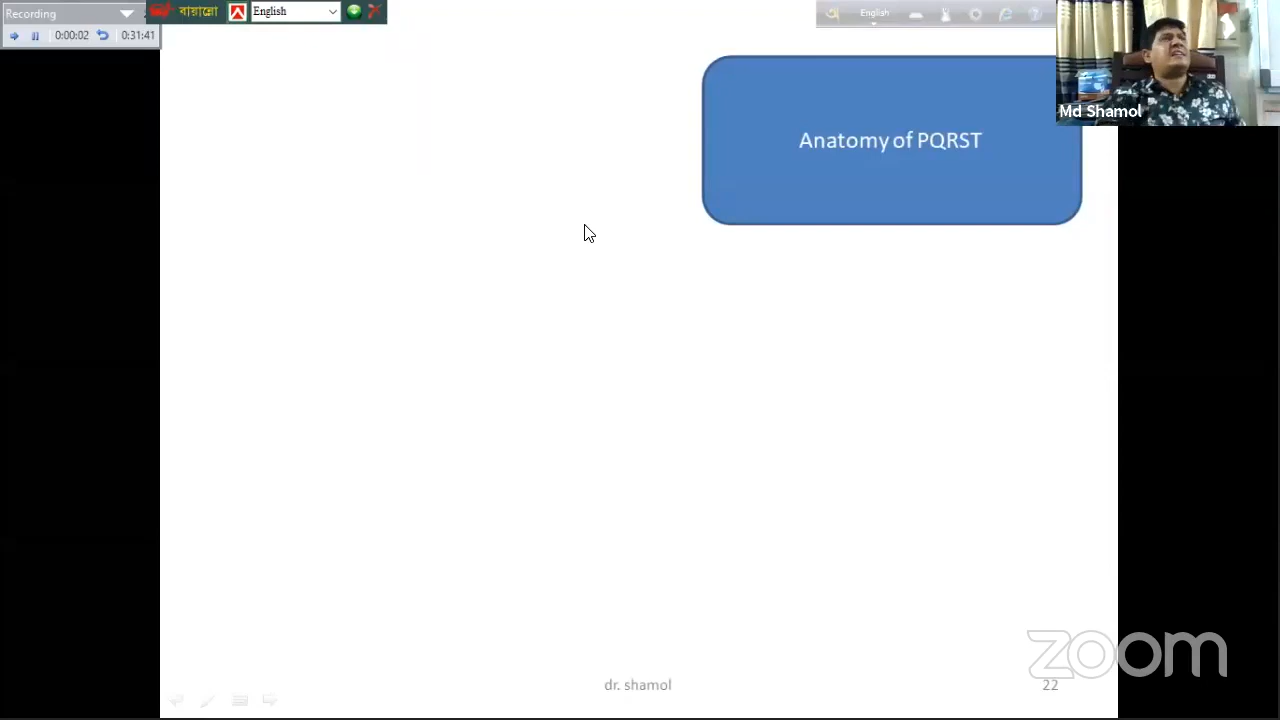 Recording
0:00:02
0:31:41
বায়ান্নো
English
English
Anatomy of PQRST
Md Shamol
zoom
dr. shamol
22